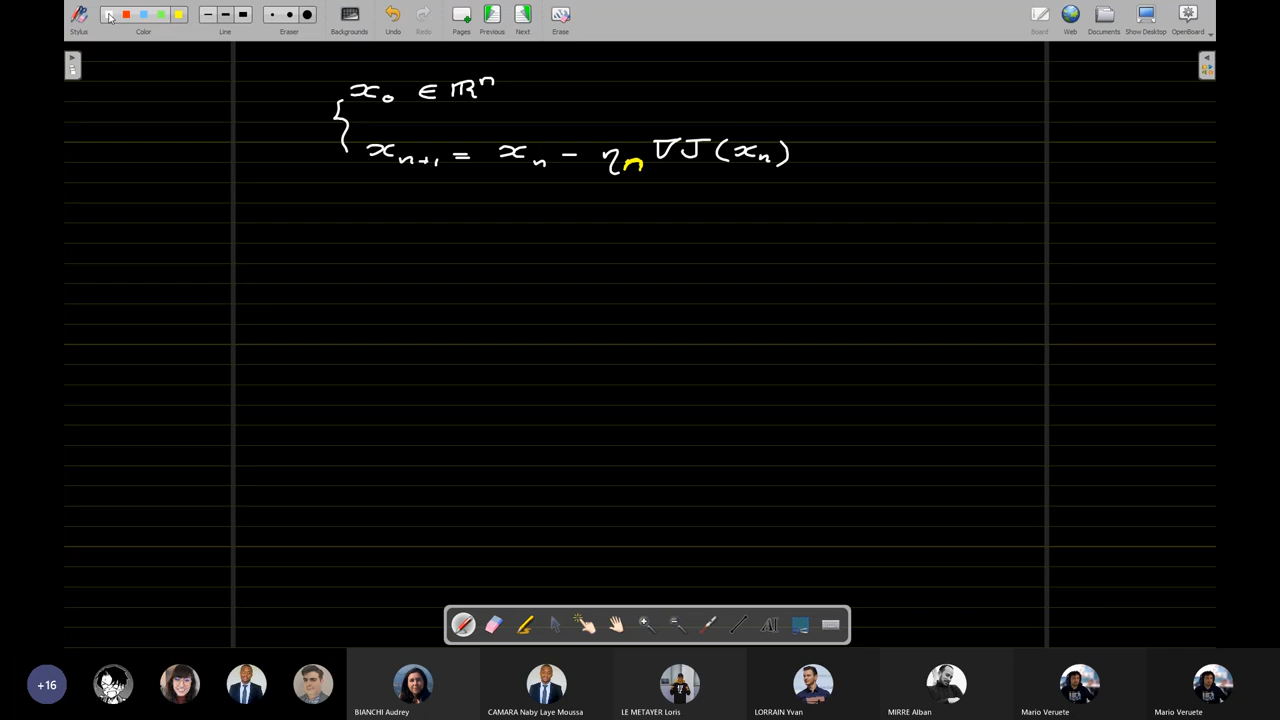 Stylus Color Line Eraser Backgrounds Undo Redo Pages Previous Next Erase Board Web Documents Show Desktop OpenBoard
x₀ ∈ ℝⁿ
xₙ₊₁ = xₙ − ηₙ ∇J(xₙ)
AI
+16
BIANCHI Audrey CAMARA Naby Laye Moussa LE METAYER Loris LORRAIN Yvan MIRRE Alban Mario Veruete Mario Veruete